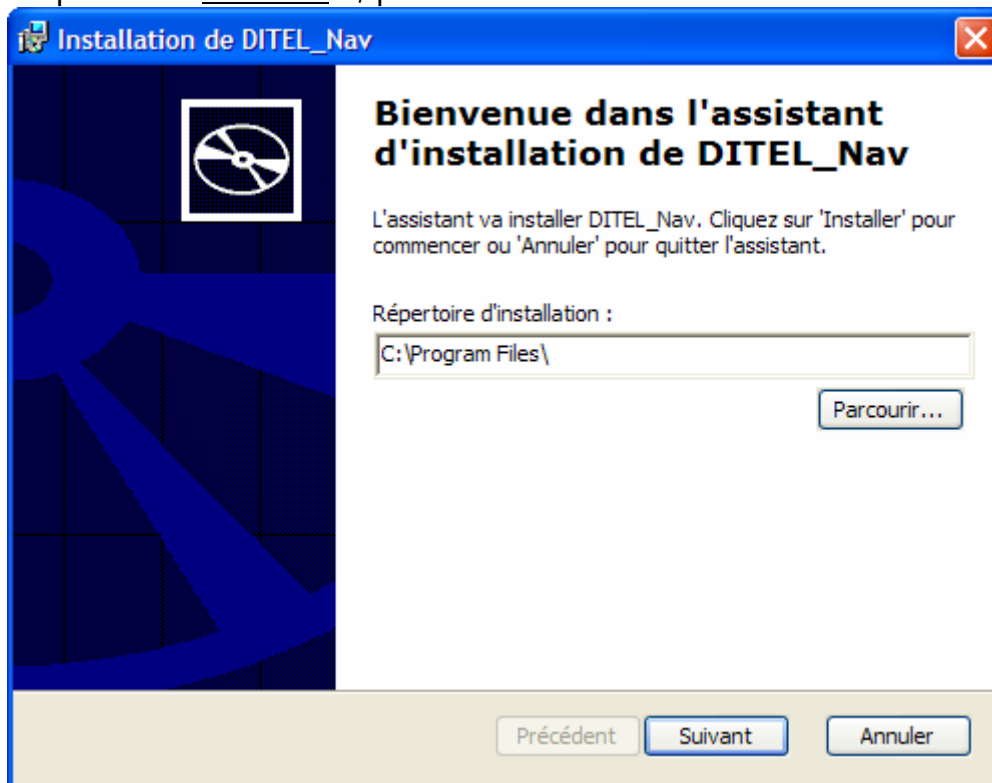 Installation de DITEL_Nav
Bienvenue dans l'assistant
d'installation de DITEL_Nav
L'assistant va installer DITEL_Nav. Cliquez sur 'Installer' pour
commencer ou 'Annuler' pour quitter l'assistant.
Répertoire d'installation :
C:\Program Files\
Parcourir...
Précédent Suivant Annuler